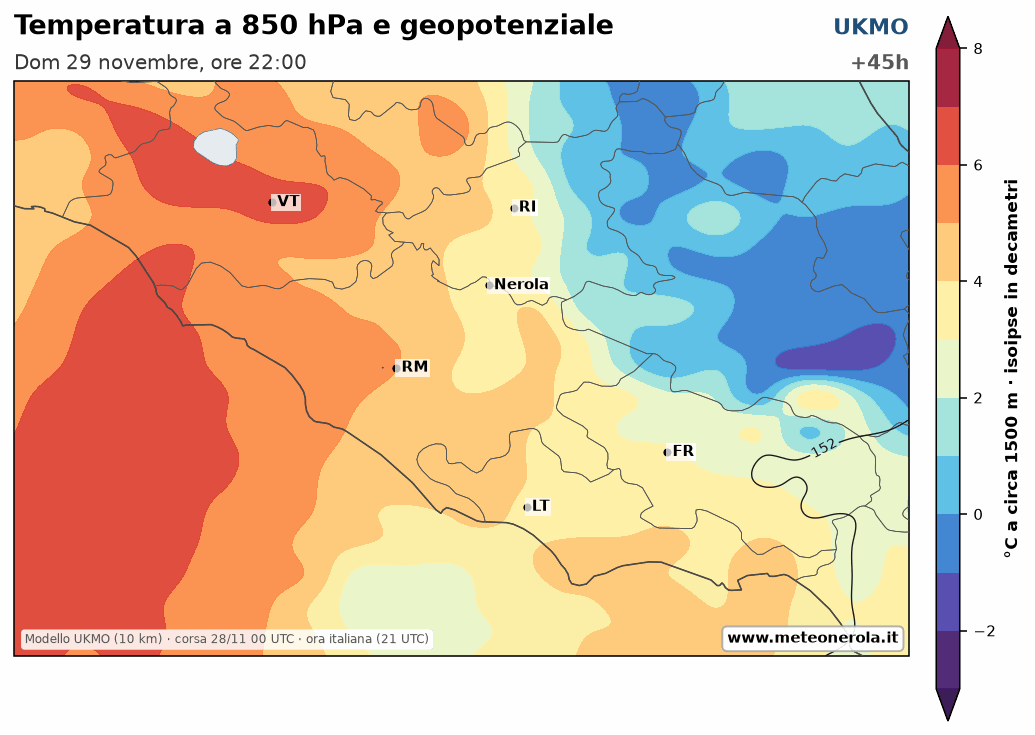 Temperatura a 850 hPa e geopotenziale
UKMO
Dom 29 novembre, ore 22:00
+45h
VT
RI
Nerola
RM
FR
152
LT
Modello UKMO (10 km) · corsa 28/11 00 UTC · ora italiana (21 UTC)
www.meteonerola.it
8
6
4
2
0
−2
°C a circa 1500 m · isoipse in decametri